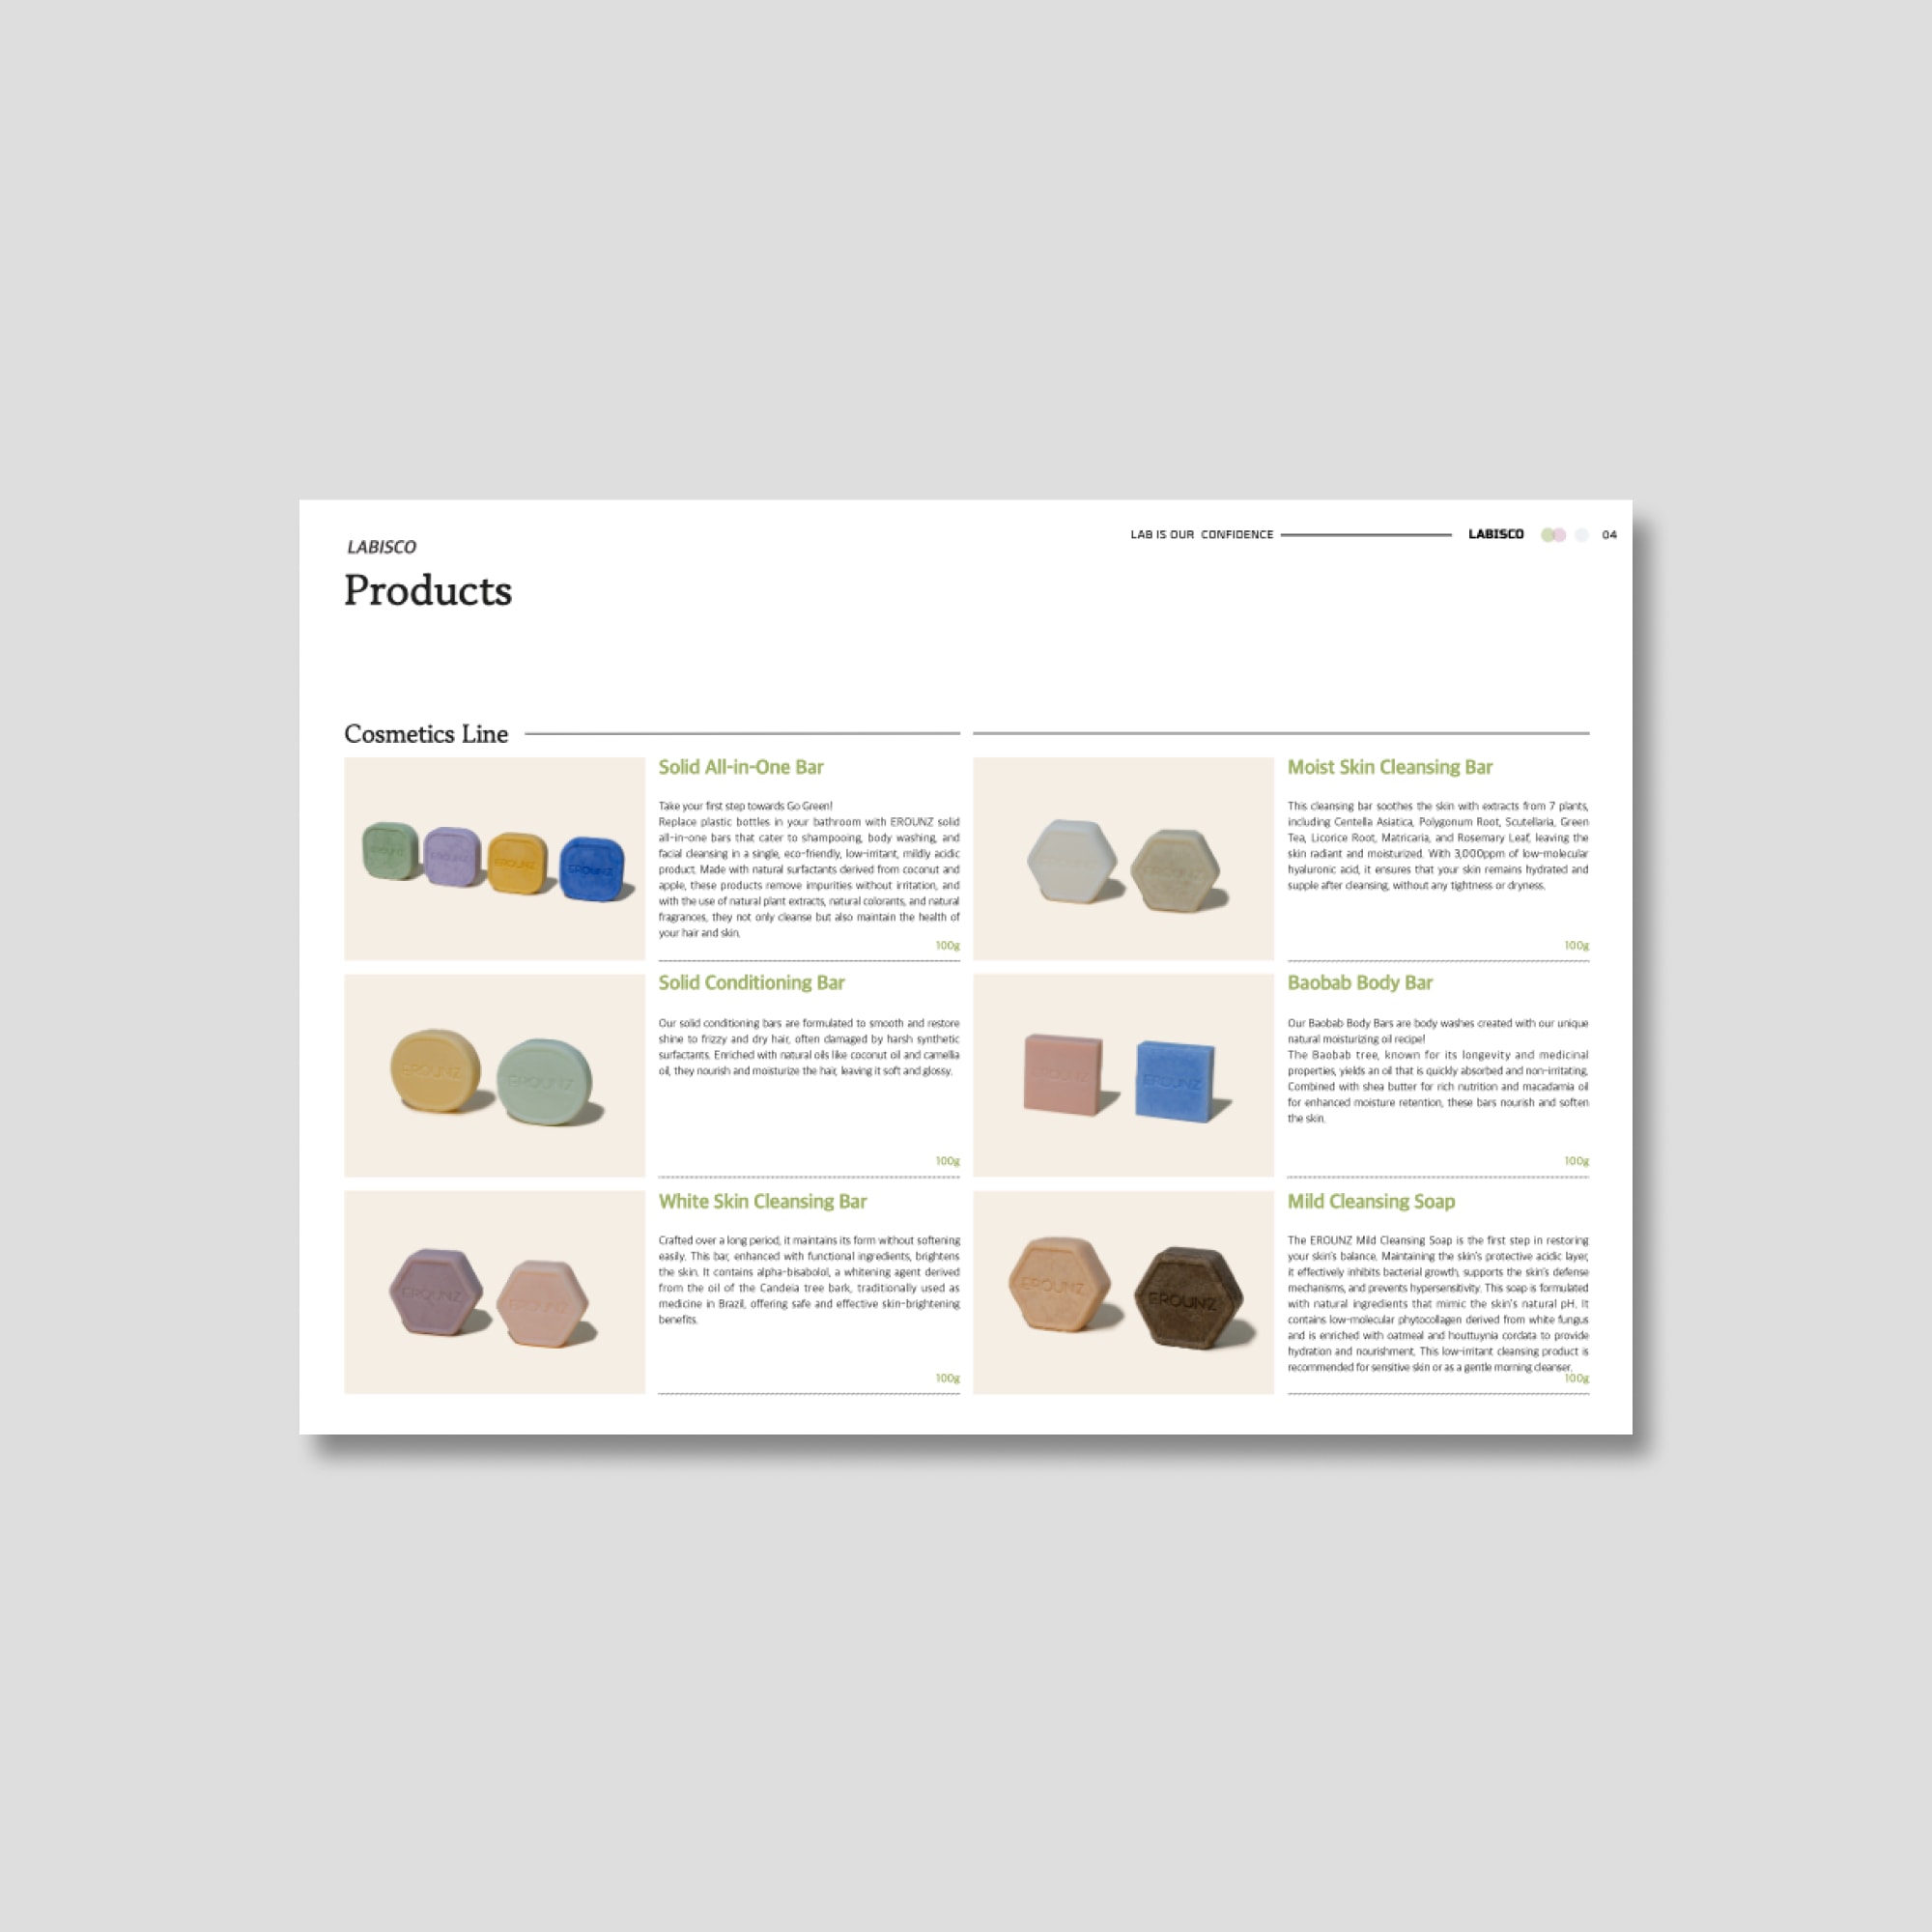 LABISCO
Products
LAB IS OUR CONFIDENCE
LABISCO
04
Cosmetics Line
EROUNZ
EROUNZ
EROUNZ
EROUNZ
Solid All-in-One Bar
Take your first step towards Go Green!
Replace plastic bottles in your bathroom with EROUNZ solid
all-in-one bars that cater to shampooing, body washing, and
facial cleansing in a single, eco-friendly, low-irritant, mildly acidic
product. Made with natural surfactants derived from coconut and
apple, these products remove impurities without irritation, and
with the use of natural plant extracts, natural colorants, and natural
fragrances, they not only cleanse but also maintain the health of
your hair and skin.
100g
Moist Skin Cleansing Bar
This cleansing bar soothes the skin with extracts from 7 plants,
including Centella Asiatica, Polygonum Root, Scutellaria, Green
Tea, Licorice Root, Matricaria, and Rosemary Leaf, leaving the
skin radiant and moisturized. With 3,000ppm of low-molecular
hyaluronic acid, it ensures that your skin remains hydrated and
supple after cleansing, without any tightness or dryness.
100g
EROUNZ
EROUNZ
Solid Conditioning Bar
Our solid conditioning bars are formulated to smooth and restore
shine to frizzy and dry hair, often damaged by harsh synthetic
surfactants. Enriched with natural oils like coconut oil and camellia
oil, they nourish and moisturize the hair, leaving it soft and glossy.
100g
EROUNZ
EROUNZ
Baobab Body Bar
Our Baobab Body Bars are body washes created with our unique
natural moisturizing oil recipe!
The Baobab tree, known for its longevity and medicinal
properties, yields an oil that is quickly absorbed and non-irritating.
Combined with shea butter for rich nutrition and macadamia oil
for enhanced moisture retention, these bars nourish and soften
the skin.
100g
EROUNZ
EROUNZ
White Skin Cleansing Bar
Crafted over a long period, it maintains its form without softening
easily. This bar, enhanced with functional ingredients, brightens
the skin. It contains alpha-bisabolol, a whitening agent derived
from the oil of the Candeia tree bark, traditionally used as
medicine in Brazil, offering safe and effective skin-brightening
benefits.
100g
EROUNZ
EROUNZ
Mild Cleansing Soap
The EROUNZ Mild Cleansing Soap is the first step in restoring
your skin's balance. Maintaining the skin's protective acidic layer,
it effectively inhibits bacterial growth, supports the skin's defense
mechanisms, and prevents hypersensitivity. This soap is formulated
with natural ingredients that mimic the skin's natural pH. It
contains low-molecular phytocollagen derived from white fungus
and is enriched with oatmeal and houttuynia cordata to provide
hydration and nourishment. This low-irritant cleansing product is
recommended for sensitive skin or as a gentle morning cleanser.
100g